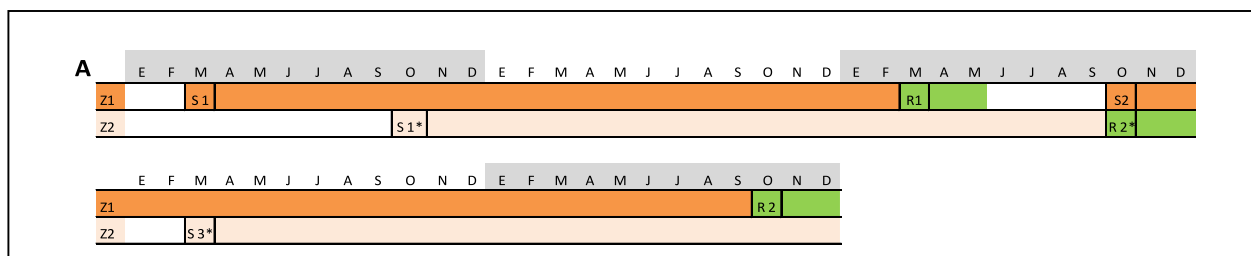 A
E F M A M J J A S O N D E F M A M J J A S O N D E F M A M J J A S O N D
Z1 S 1 R1 S2
Z2 S 1* R 2*
E F M A M J J A S O N D E F M A M J J A S O N D
Z1 R 2
Z2 S 3*